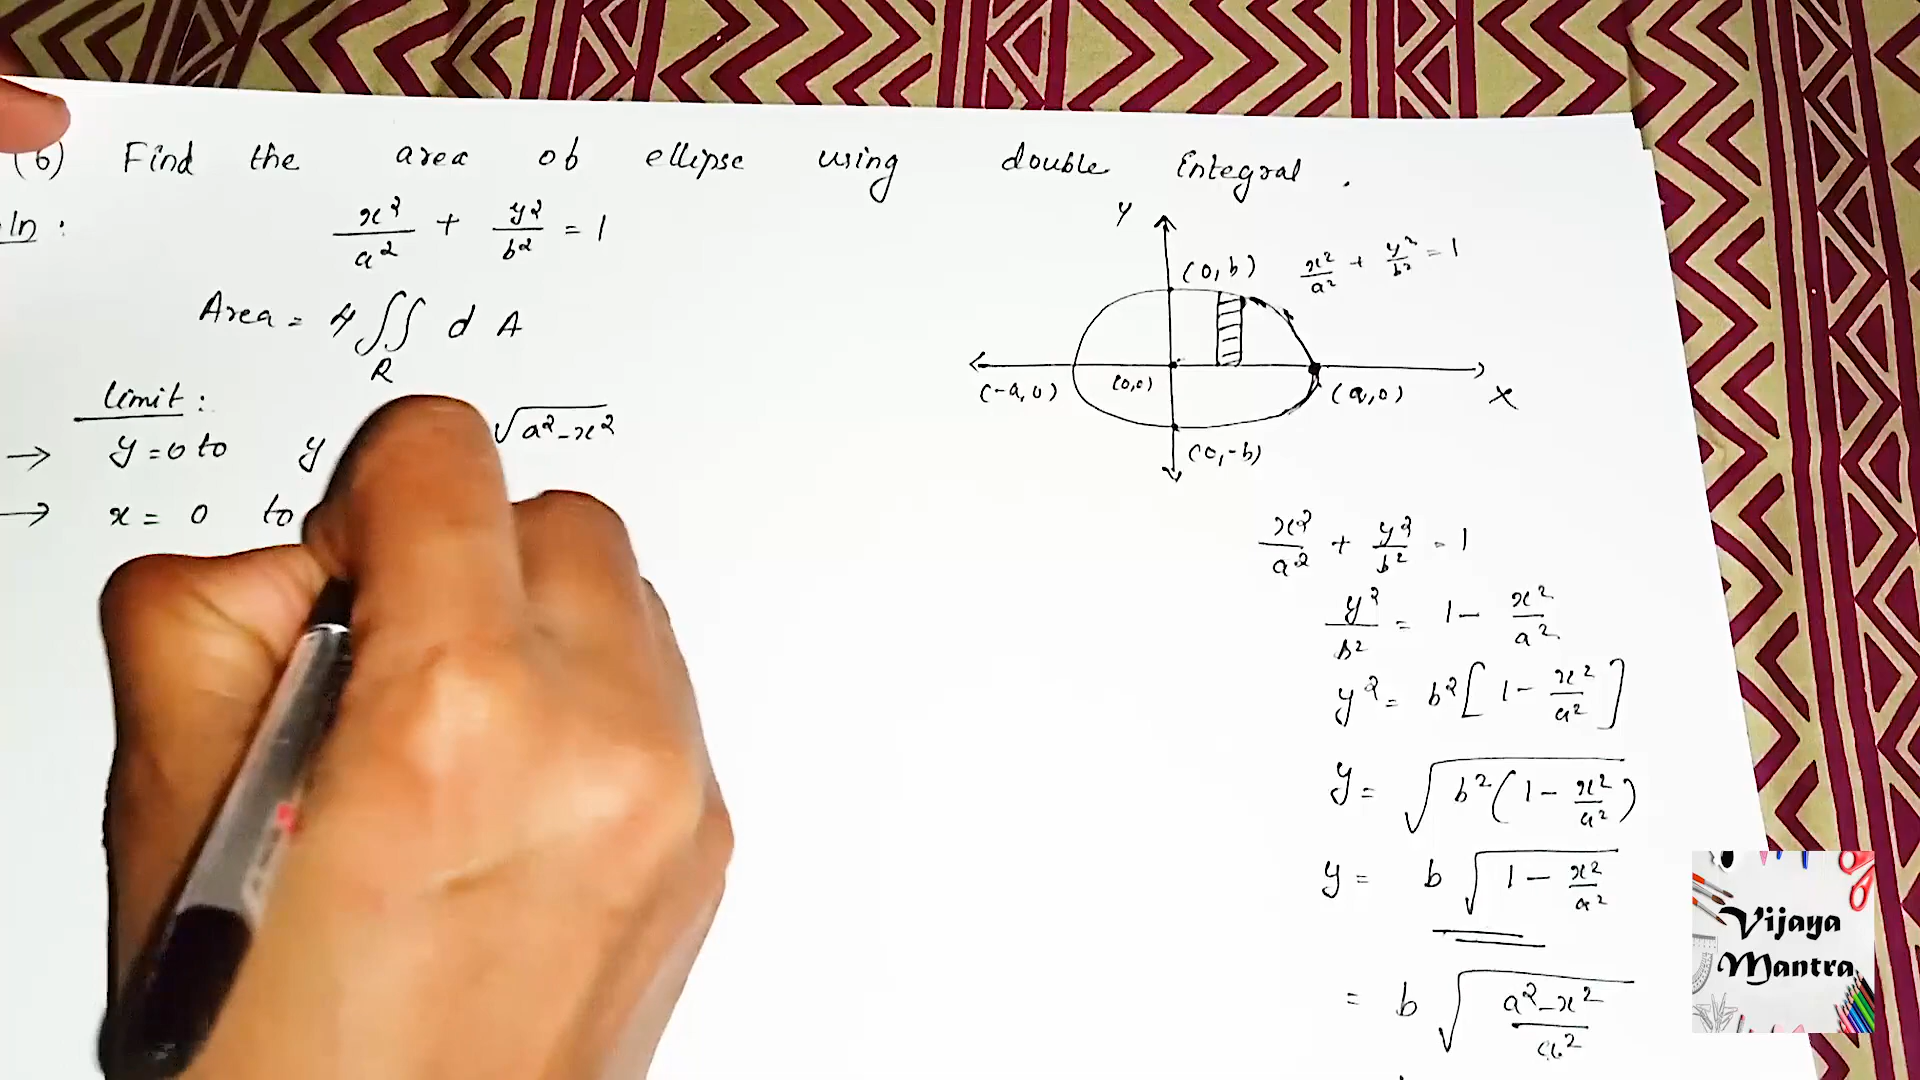 (6) Find the area ob ellipse using double Integral.
ln :
x²/a² + y²/b² = 1
Area = 4 ∬ d A
R
limit :
→ y = 0 to y √a²-x²
→ x = 0 to
y
(0,b)
x²/a² + y²/b² = 1
(-a,0) (0,0) (a,0) x
(0,-b)
x²/a² + y²/b² = 1
y²/b² = 1 - x²/a²
y² = b² [ 1 - x²/a² ]
y = √b² (1 - x²/a²)
y = b √1 - x²/a²
= b √a²-x²/a²
Vijaya
Mantra